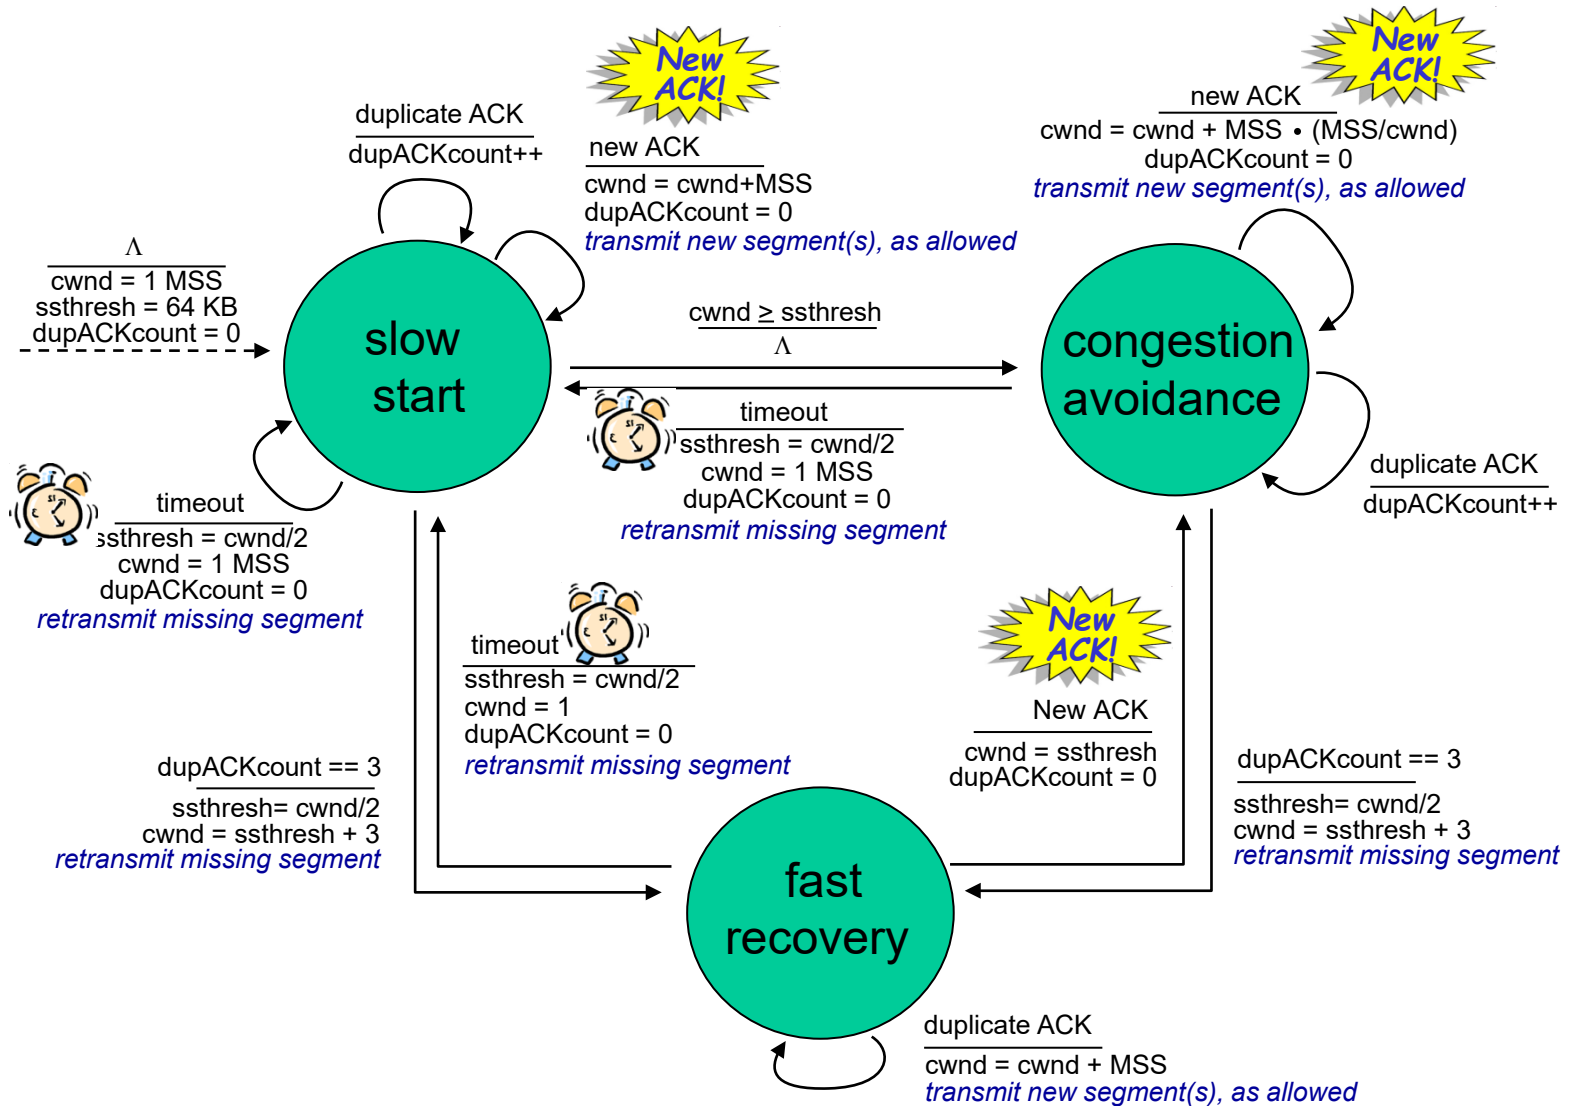 New
ACK!
duplicate ACK
dupACKcount++
new ACK
cwnd = cwnd+MSS
dupACKcount = 0
transmit new segment(s), as allowed
New
ACK!
new ACK
cwnd = cwnd + MSS • (MSS/cwnd)
dupACKcount = 0
transmit new segment(s), as allowed
Λ
cwnd = 1 MSS
ssthresh = 64 KB
dupACKcount = 0
slow
start
cwnd ≥ ssthresh
Λ
congestion
avoidance
timeout
ssthresh = cwnd/2
cwnd = 1 MSS
dupACKcount = 0
retransmit missing segment
duplicate ACK
dupACKcount++
timeout
ssthresh = cwnd/2
cwnd = 1 MSS
dupACKcount = 0
retransmit missing segment
timeout
ssthresh = cwnd/2
cwnd = 1
dupACKcount = 0
retransmit missing segment
New
ACK!
New ACK
cwnd = ssthresh
dupACKcount = 0
dupACKcount == 3
ssthresh= cwnd/2
cwnd = ssthresh + 3
retransmit missing segment
dupACKcount == 3
ssthresh= cwnd/2
cwnd = ssthresh + 3
retransmit missing segment
fast
recovery
duplicate ACK
cwnd = cwnd + MSS
transmit new segment(s), as allowed